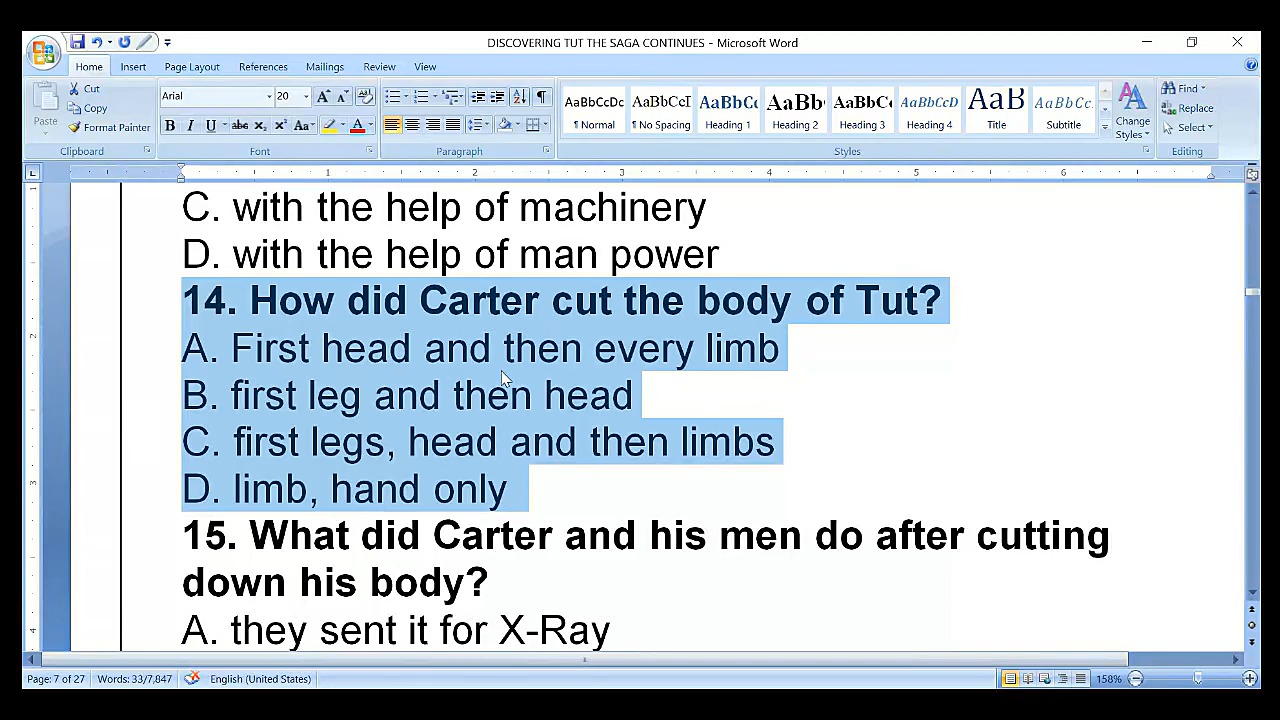 DISCOVERING TUT THE SAGA CONTINUES - Microsoft Word
Home Insert Page Layout References Mailings Review View
Paste
Cut
Copy
Format Painter
Clipboard
Arial 20
Font
Paragraph
AaBbCcDc AaBbCcI AaBbC AaBb AaBbC AaBbCcD AaB AaBbCc.
¶ Normal ¶ No Spacing Heading 1 Heading 2 Heading 3 Heading 4 Title Subtitle
Change Styles
Styles
Find
Replace
Select
Editing
1 2 3 4 5 6
C. with the help of machinery
D. with the help of man power
14. How did Carter cut the body of Tut?
A. First head and then every limb
B. first leg and then head
C. first legs, head and then limbs
D. limb, hand only
15. What did Carter and his men do after cutting
down his body?
A. they sent it for X-Ray
Page: 7 of 27 Words: 33/7,847 English (United States) 158%